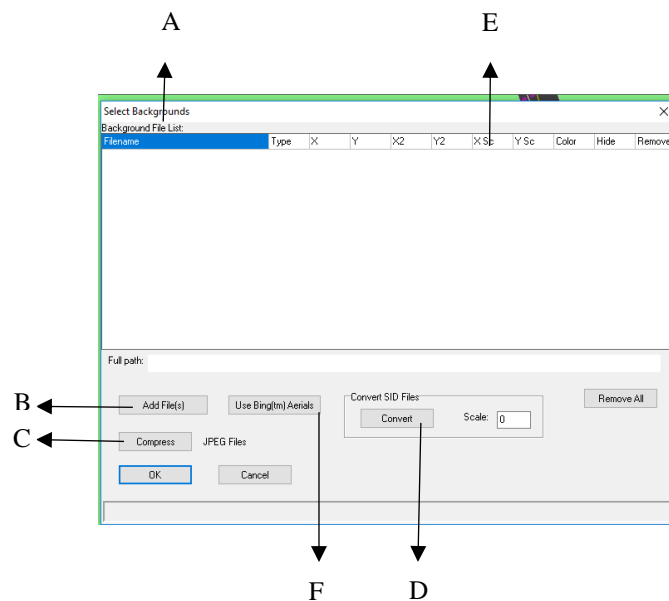 A E
Select Backgrounds
Background File List:
Filename Type X Y X2 Y2 X Sc Y Sc Color Hide Remove
Full path:
Convert SID Files
B Add File(s) Use Bing(tm) Aerials Convert Scale: 0 Remove All
C Compress JPEG Files
OK Cancel
F D